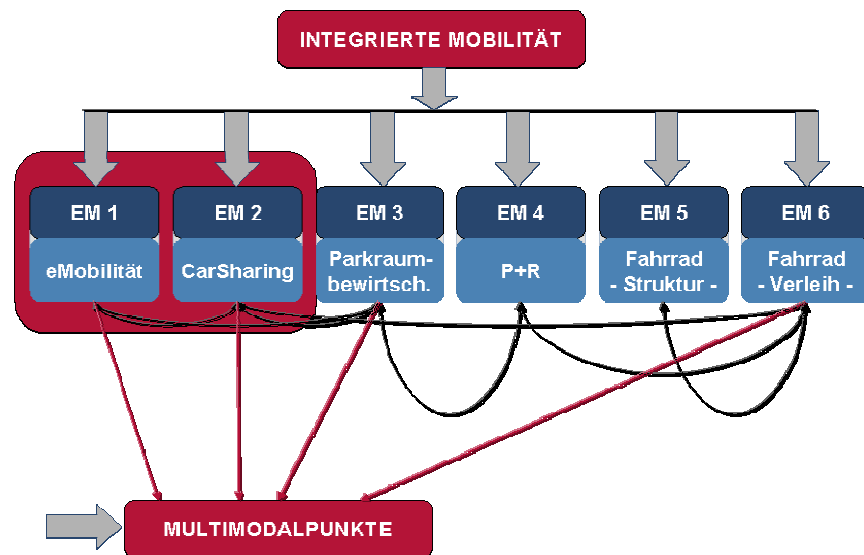 INTEGRIERTE MOBILITÄT
EM 1
EM 2
EM 3
EM 4
EM 5
EM 6
eMobilität
CarSharing
Parkraum-
bewirtsch.
P+R
Fahrrad
- Struktur -
Fahrrad
- Verleih -
MULTIMODALPUNKTE